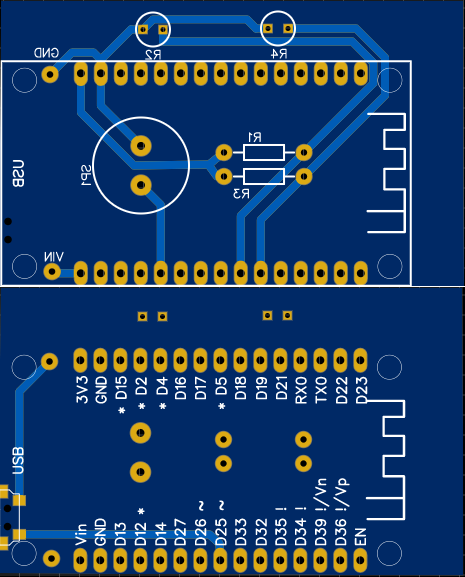 R2
R4
GND
R1
USB
SP1
R3
VIN
3V3
GND
* D15
* D2
* D4
D16
D17
* D5
D18
D19
D21
RX0
TX0
D22
D23
USB
Vin
GND
D13
D12 *
D14
D27
D26 ~
D25 ~
D33
D32
D35 !
D34 !
D39 !/Vn
D36 !/Vp
EN